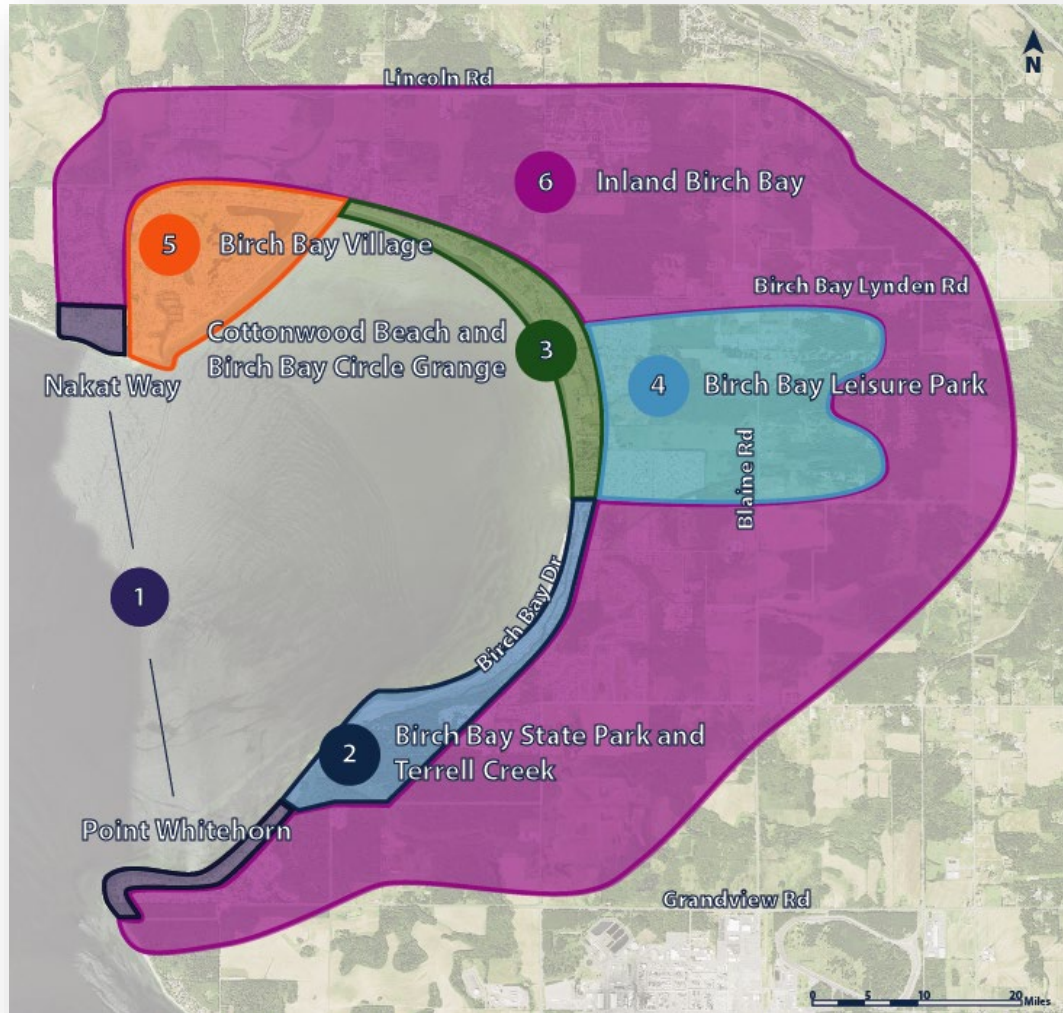 N
Lincoln Rd
6
Inland Birch Bay
5
Birch Bay Village
Birch Bay Lynden Rd
Cottonwood Beach and
Birch Bay Circle Grange
3
4
Birch Bay Leisure Park
Nakat Way
Blaine Rd
1
Birch Bay Dr
2
Birch Bay State Park and
Terrell Creek
Point Whitehorn
Grandview Rd
0 5 10 20 Miles